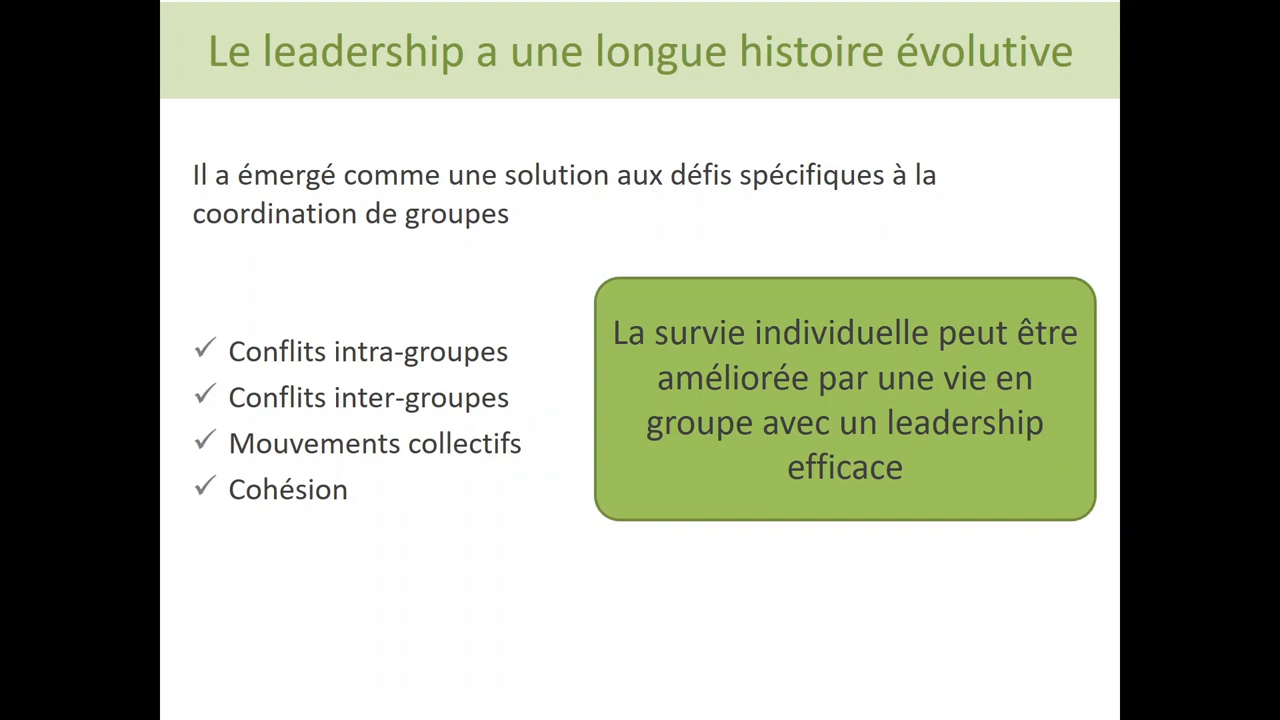 Le leadership a une longue histoire évolutive
Il a émergé comme une solution aux défis spécifiques à la
coordination de groupes
✓ Conflits intra-groupes
✓ Conflits inter-groupes
✓ Mouvements collectifs
✓ Cohésion
La survie individuelle peut être
améliorée par une vie en
groupe avec un leadership
efficace